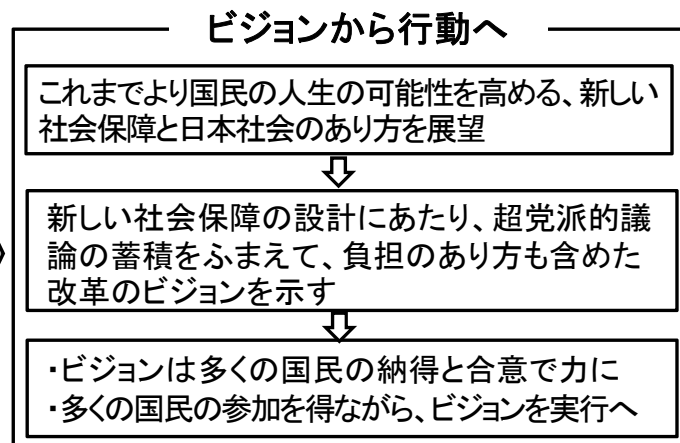 ビジョンから行動へ
これまでより国民の人生の可能性を高める、新しい
社会保障と日本社会のあり方を展望
新しい社会保障の設計にあたり、超党派的議
論の蓄積をふまえて、負担のあり方も含めた
改革のビジョンを示す
・ビジョンは多くの国民の納得と合意で力に
・多くの国民の参加を得ながら、ビジョンを実行へ